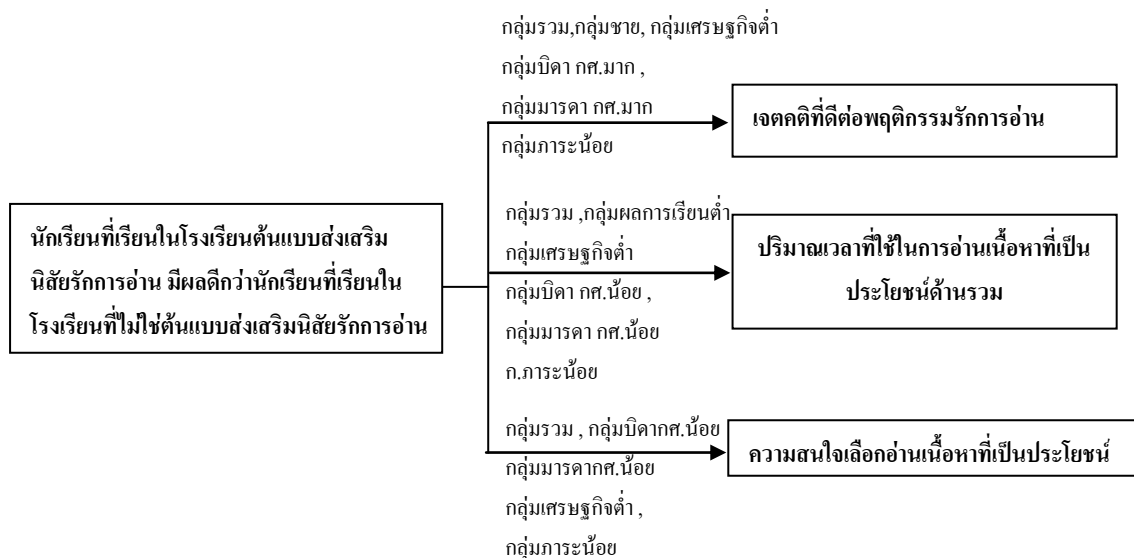 กลุ่มรวม,กลุ่มชาย, กลุ่มเศรษฐกิจต่ำ
กลุ่มบิดา กศ.มาก ,
กลุ่มมารดา กศ.มาก
กลุ่มภาระน้อย
เจตคติที่ดีต่อพฤติกรรมรักการอ่าน
นักเรียนที่เรียนในโรงเรียนต้นแบบส่งเสริม
นิสัยรักการอ่าน มีผลดีกว่านักเรียนที่เรียนใน
โรงเรียนที่ไม่ใช่ต้นแบบส่งเสริมนิสัยรักการอ่าน
กลุ่มรวม ,กลุ่มผลการเรียนต่ำ
กลุ่มเศรษฐกิจต่ำ
กลุ่มบิดา กศ.น้อย ,
กลุ่มมารดา กศ.น้อย
ก.ภาระน้อย
ปริมาณเวลาที่ใช้ในการอ่านเนื้อหาที่เป็น
ประโยชน์ด้านรวม
กลุ่มรวม , กลุ่มบิดากศ.น้อย
กลุ่มมารดากศ.น้อย
กลุ่มเศรษฐกิจต่ำ ,
กลุ่มภาระน้อย
ความสนใจเลือกอ่านเนื้อหาที่เป็นประโยชน์